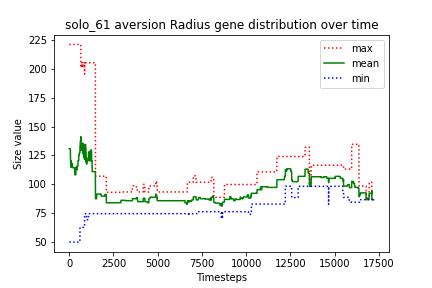 solo_61 aversion Radius gene distribution over time
225
200
175
150
125
100
75
50
Size value
max
mean
min
0 2500 5000 7500 10000 12500 15000 17500
Timesteps